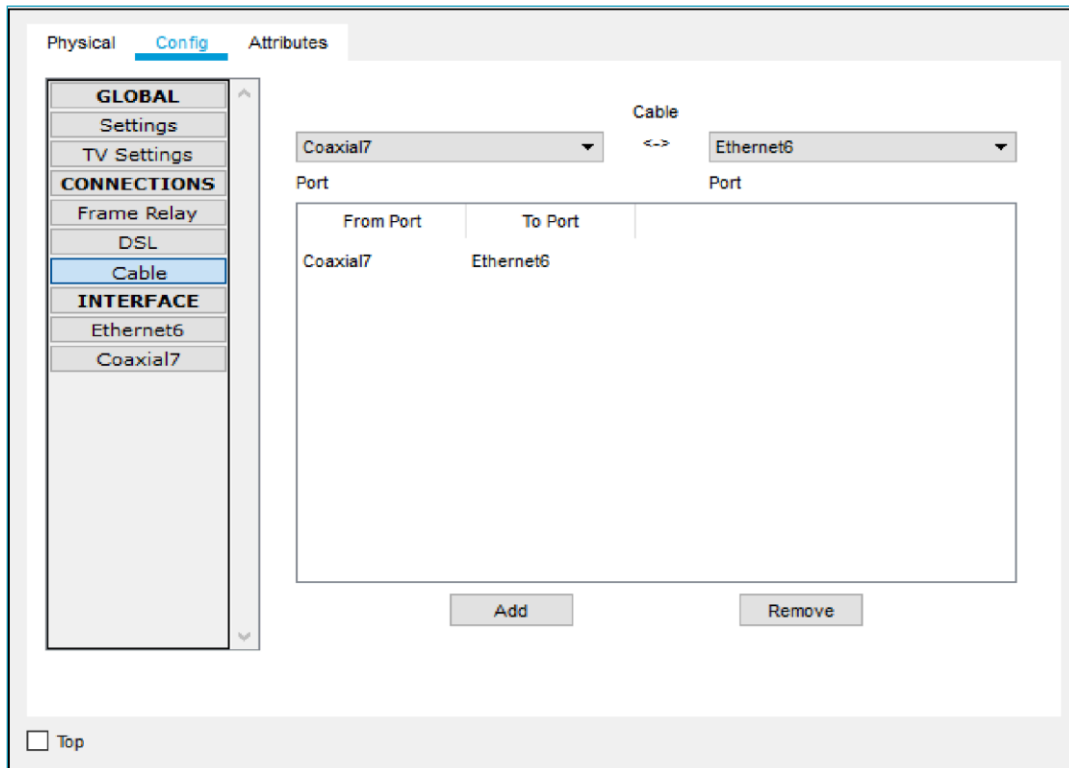 Physical Config Attributes
GLOBAL
Settings
TV Settings
CONNECTIONS
Frame Relay
DSL
Cable
INTERFACE
Ethernet6
Coaxial7
Cable
Coaxial7 <-> Ethernet6
Port Port
From Port To Port
Coaxial7 Ethernet6
Add Remove
Top